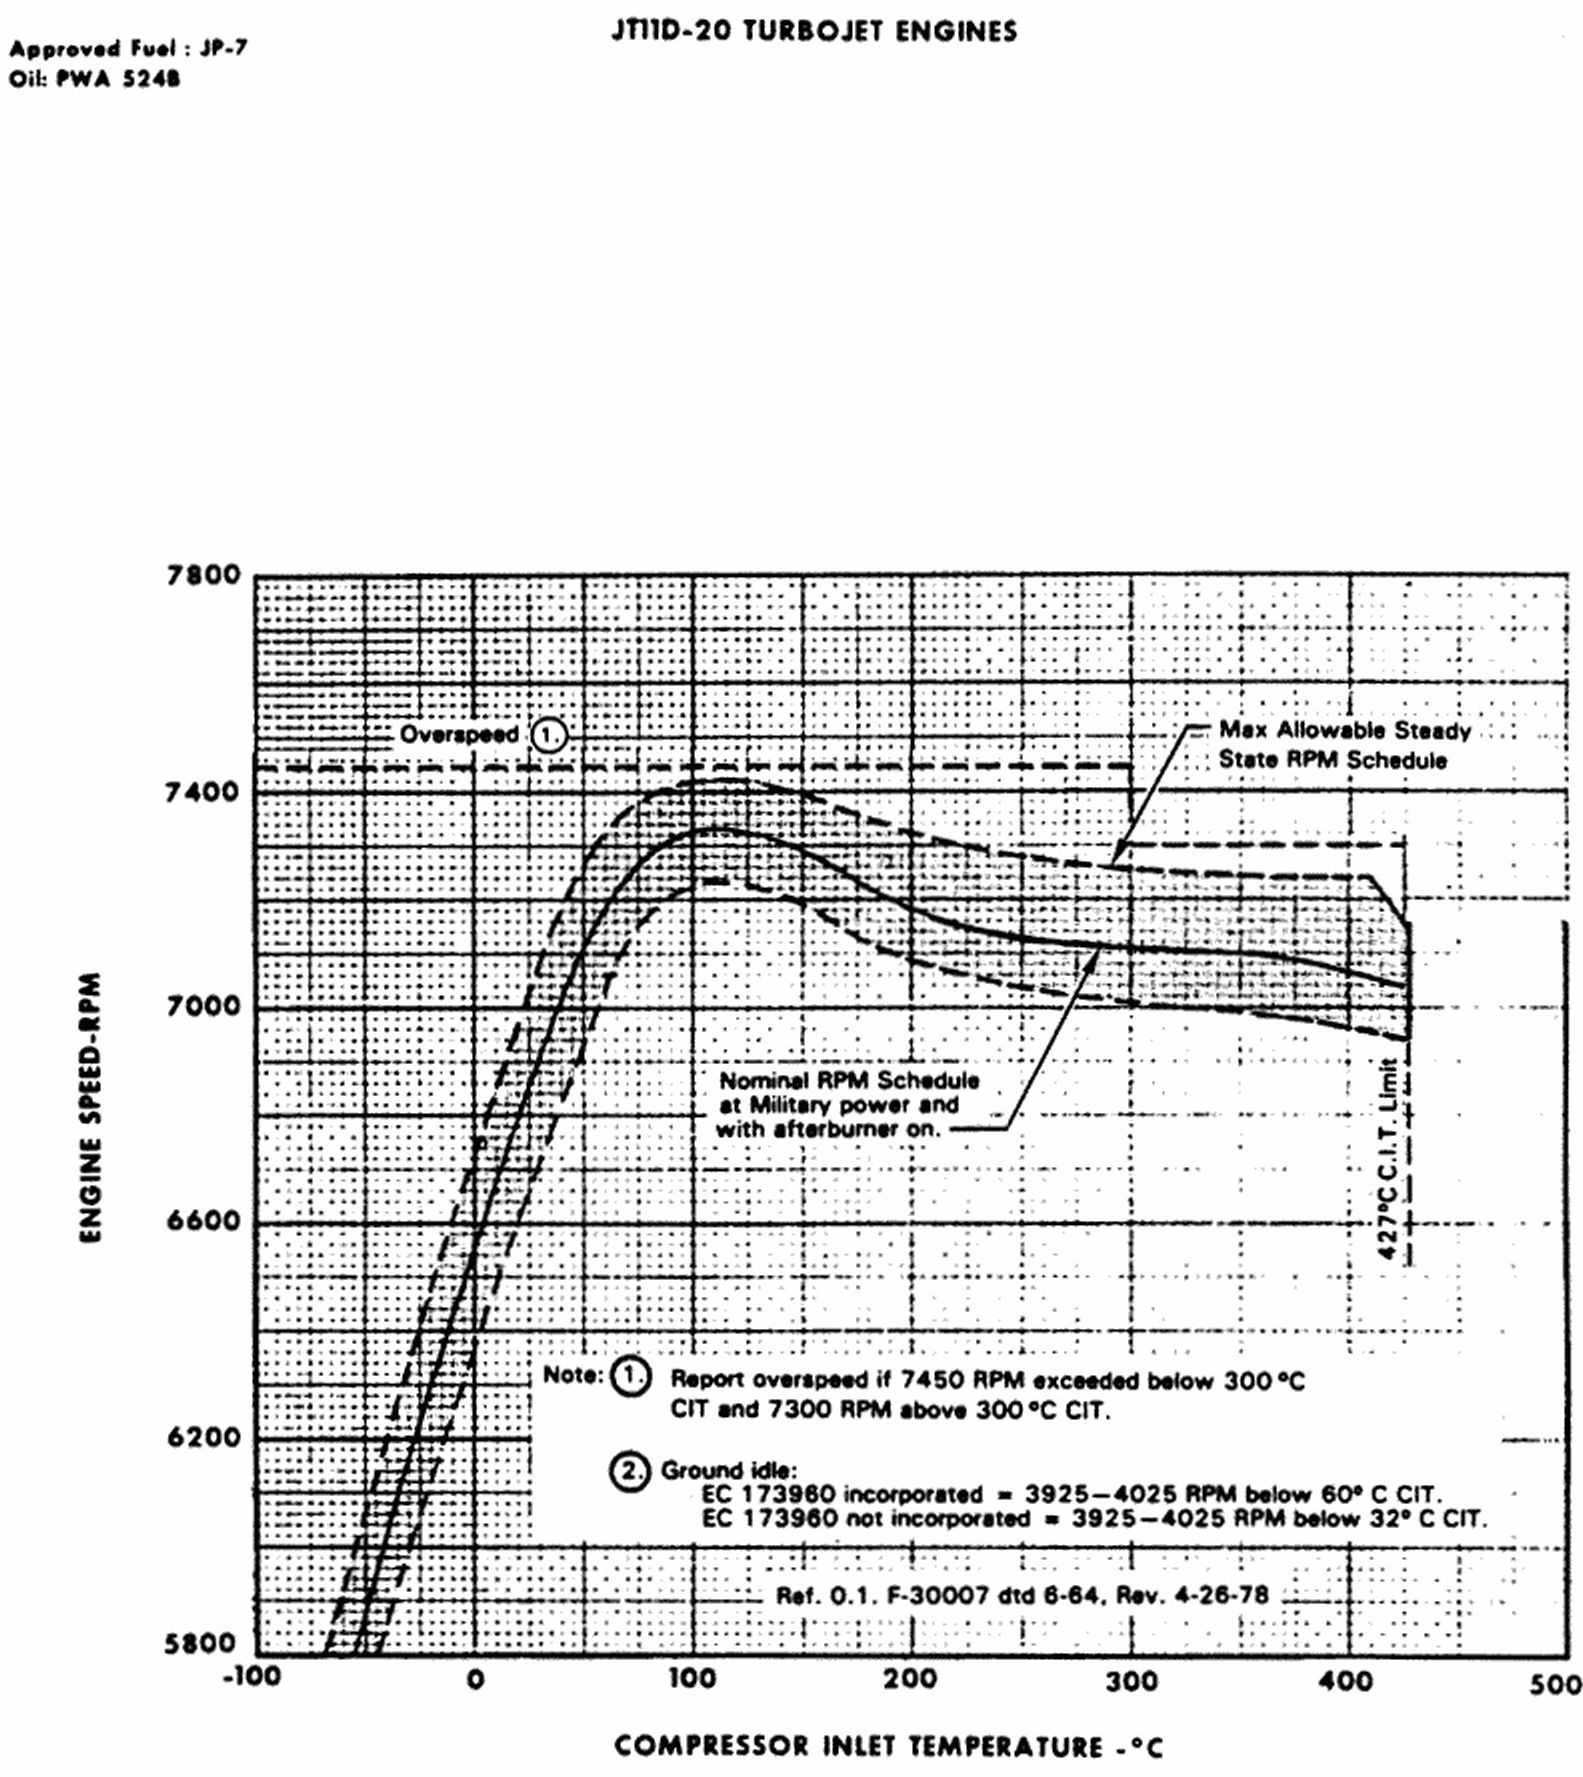 JT11D-20 TURBOJET ENGINES
Approved Fuel : JP-7
Oil: PWA 524B
7800
7400
7000
6600
6200
5800
ENGINE SPEED-RPM
Overspeed 1.
Max Allowable Steady
State RPM Schedule
Nominal RPM Schedule
at Military power and
with afterburner on.
427°C C.I.T. Limit
Note: 1. Report overspeed if 7450 RPM exceeded below 300°C
CIT and 7300 RPM above 300°C CIT.
2. Ground idle:
EC 173960 incorporated = 3925–4025 RPM below 60° C CIT.
EC 173960 not incorporated = 3925–4025 RPM below 32° C CIT.
Ref. O.I. F-30007 dtd 6-64, Rev. 4-26-78
-100 0 100 200 300 400 500
COMPRESSOR INLET TEMPERATURE -°C